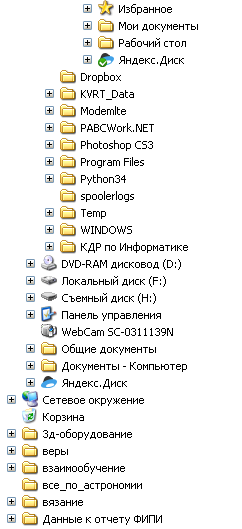 Избранное
Мои документы
Рабочий стол
Яндекс.Диск
Dropbox
KVRT_Data
Modemlte
PABCWork.NET
Photoshop CS3
Program Files
Python34
spoolerlogs
Temp
WINDOWS
КДР по Информатике
DVD-RAM дисковод (D:)
Локальный диск (F:)
Съемный диск (H:)
Панель управления
WebCam SC-0311139N
Общие документы
Документы - Компьютер
Яндекс.Диск
Сетевое окружение
Корзина
3д-оборудование
веры
взаимообучение
все_по_астрономии
вязание
Данные к отчету ФИПИ